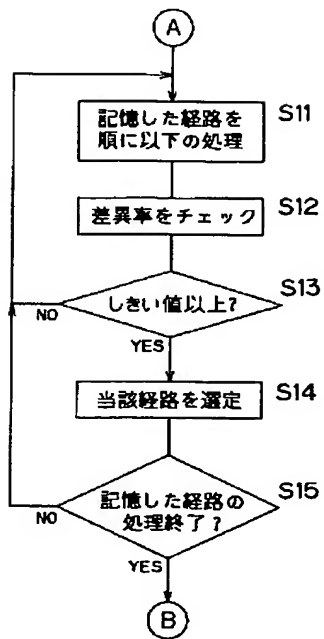 A
記憶した経路を
順に以下の処理
S11
差異率をチェック
S12
しきい値以上?
S13
NO
YES
当該経路を選定
S14
記憶した経路の
処理終了?
S15
NO
YES
B